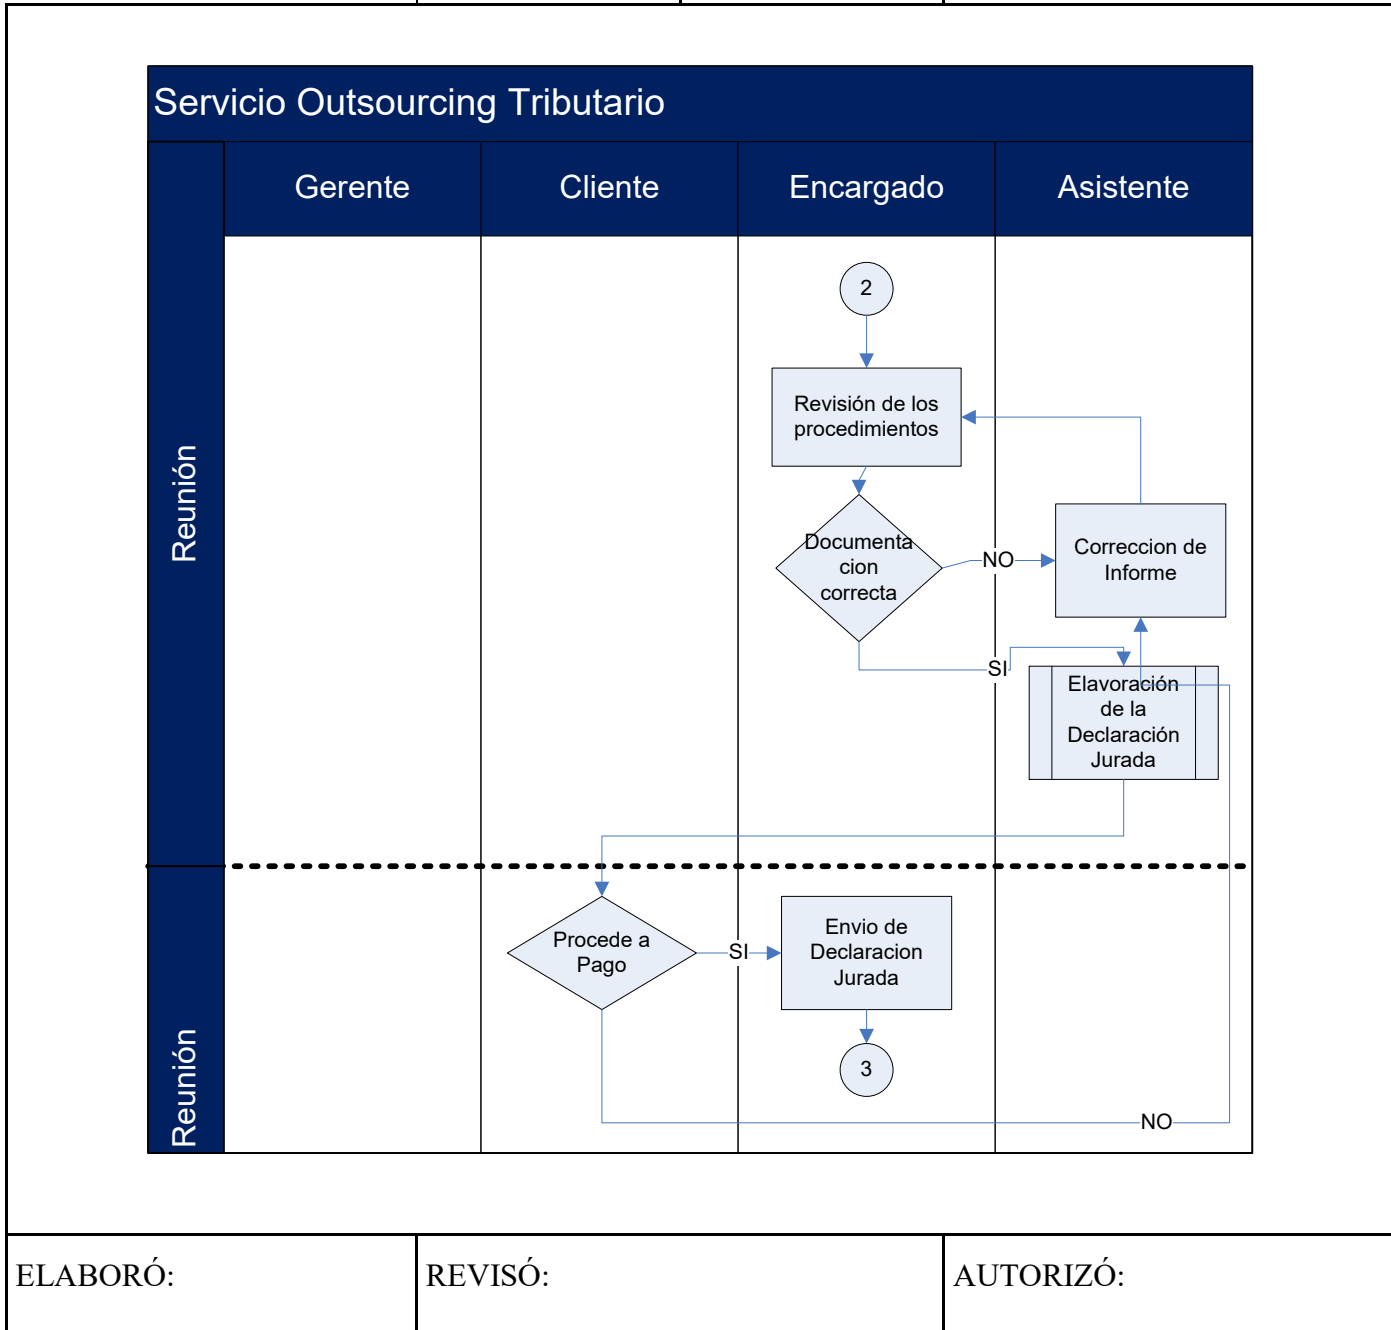 Servicio Outsourcing Tributario
Gerente
Cliente
Encargado
Asistente
Reunión
2
Revisión de los
procedimientos
Documenta
cion
correcta
NO
Correccion de
Informe
SI
Elavoración
de la
Declaración
Jurada
Reunión
Procede a
Pago
SI
Envio de
Declaracion
Jurada
3
NO
ELABORÓ:
REVISÓ:
AUTORIZÓ: